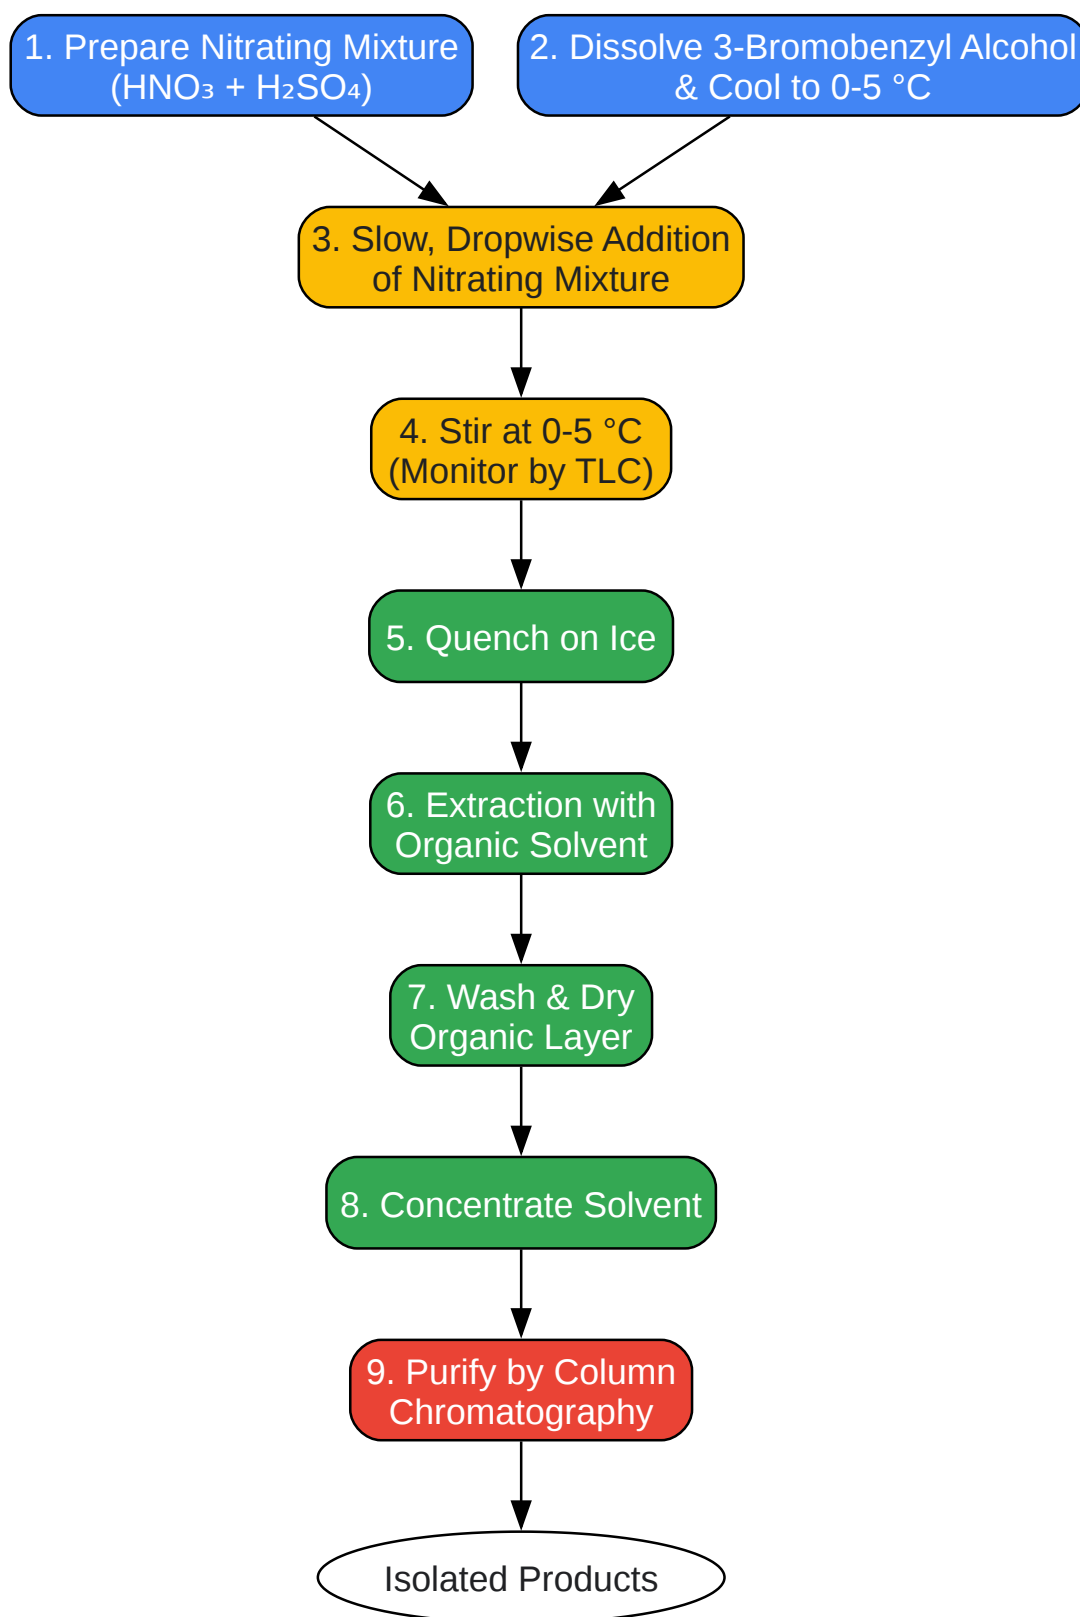 1. Prepare Nitrating Mixture
(HNO₃ + H₂SO₄)
2. Dissolve 3-Bromobenzyl Alcohol
& Cool to 0-5 °C
3. Slow, Dropwise Addition
of Nitrating Mixture
4. Stir at 0-5 °C
(Monitor by TLC)
5. Quench on Ice
6. Extraction with
Organic Solvent
7. Wash & Dry
Organic Layer
8. Concentrate Solvent
9. Purify by Column
Chromatography
Isolated Products